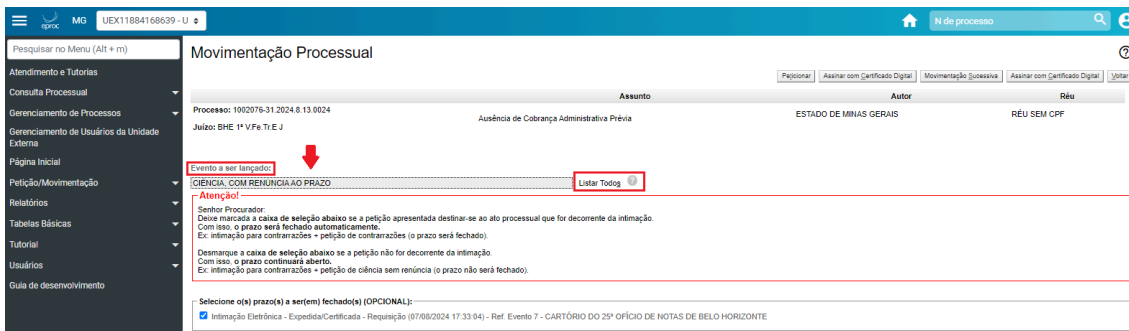 eproc
MG
UEX11884168639 - U
N de processo
Pesquisar no Menu (Alt + m)
Atendimento e Tutorias
Consulta Processual
Gerenciamento de Processos
Gerenciamento de Usuários da Unidade
Externa
Página Inicial
Petição/Movimentação
Relatórios
Tabelas Básicas
Tutorial
Usuários
Guia de desenvolvimento
Movimentação Processual
Peticionar
Assinar com Certificado Digital
Movimentação Sucessiva
Assinar com Certificado Digital
Voltar
Assunto Autor Réu
Processo: 1002076-31.2024.8.13.0024
Juízo: BHE 1ª V.Fe.Tr.E J
Ausência de Cobrança Administrativa Prévia
ESTADO DE MINAS GERAIS
RÉU SEM CPF
Evento a ser lançado:
CIÊNCIA, COM RENÚNCIA AO PRAZO
Listar Todos
Atenção!
Senhor Procurador:
Deixe marcada a caixa de seleção abaixo se a petição apresentada destinar-se ao ato processual que for decorrente da intimação.
Com isso, o prazo será fechado automaticamente.
Ex: intimação para contrarrazões + petição de contrarrazões (o prazo será fechado).
Desmarque a caixa de seleção abaixo se a petição não for decorrente da intimação.
Com isso, o prazo continuará aberto.
Ex: intimação para contrarrazões + petição de ciência sem renúncia (o prazo não será fechado).
Selecione o(s) prazo(s) a ser(em) fechado(s) (OPCIONAL):
Intimação Eletrônica - Expedida/Certificada - Requisição (07/08/2024 17:33:04) - Ref. Evento 7 - CARTÓRIO DO 25º OFÍCIO DE NOTAS DE BELO HORIZONTE